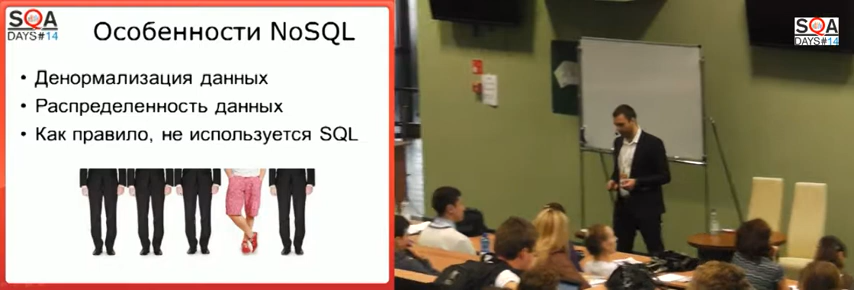 SQA
DAYS#14
Особенности NoSQL
• Денормализация данных
• Распределенность данных
• Как правило, не используется SQL
SQA
DAYS#14